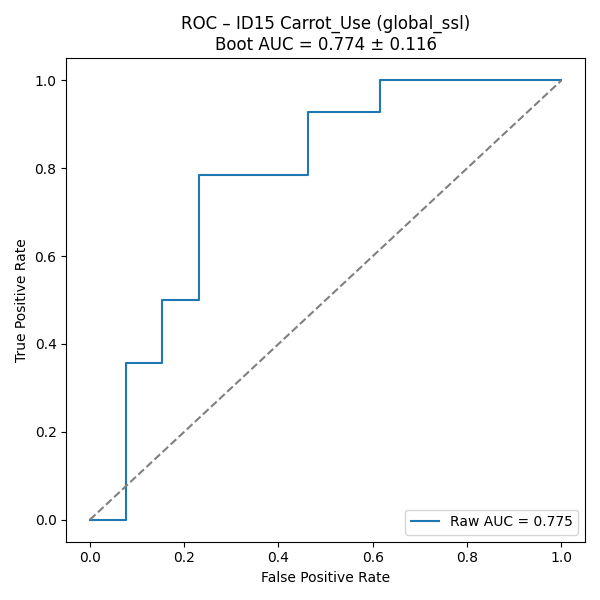 ROC – ID15 Carrot_Use (global_ssl)
Boot AUC = 0.774 ± 0.116
True Positive Rate
1.0
0.8
0.6
0.4
0.2
0.0
Raw AUC = 0.775
0.0 0.2 0.4 0.6 0.8 1.0
False Positive Rate